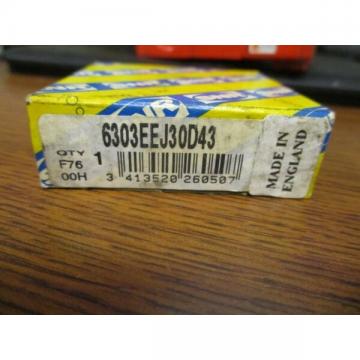 6303EEJ30D43
QTY 1
F76
00H 3 413520 260507
MADE IN
ENGLAND